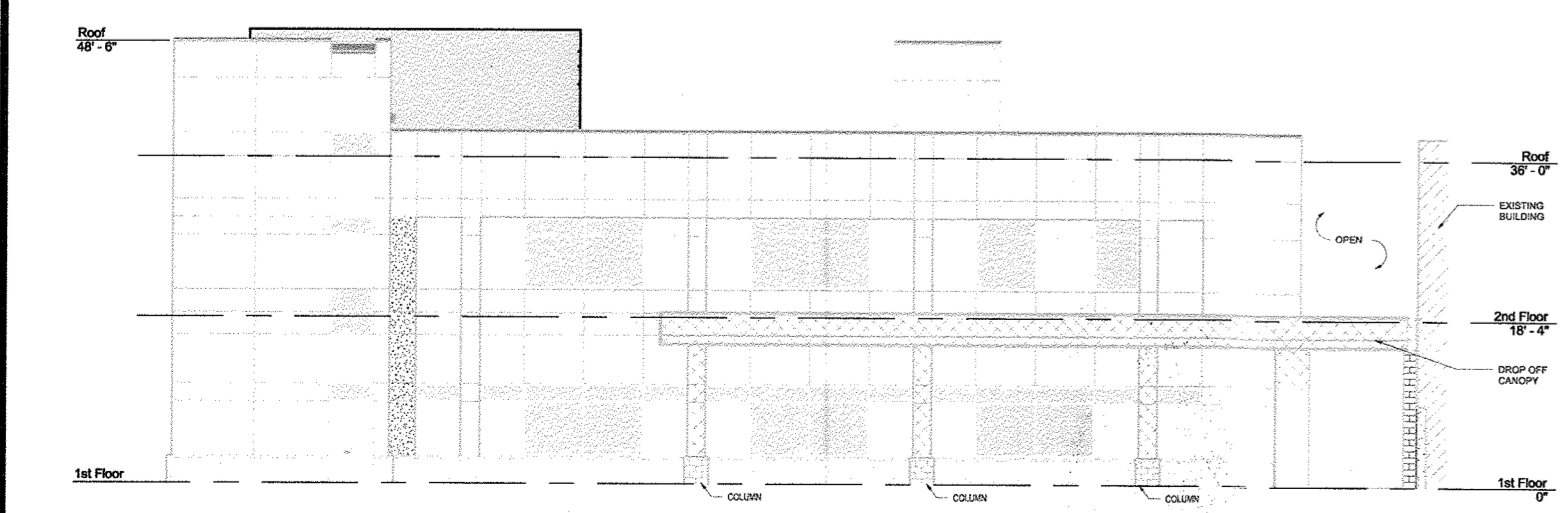 Roof
48' - 6"
Roof
36' - 0"
EXISTING
BUILDING
OPEN
2nd Floor
18' - 4"
DROP OFF
CANOPY
1st Floor
1st Floor
0"
COLUMN
COLUMN
COLUMN